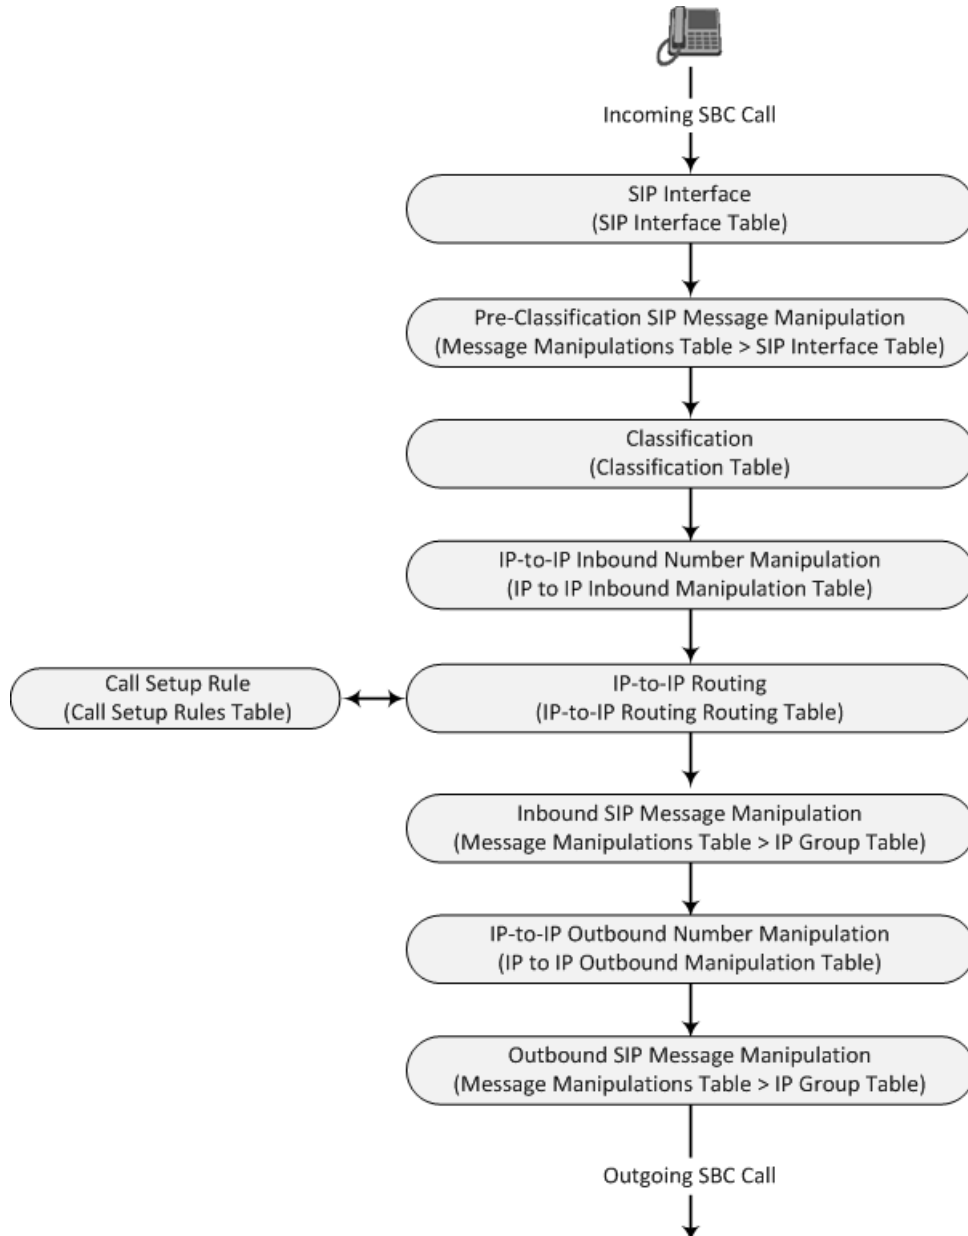 Incoming SBC Call
SIP Interface
(SIP Interface Table)
Pre-Classification SIP Message Manipulation
(Message Manipulations Table > SIP Interface Table)
Classification
(Classification Table)
IP-to-IP Inbound Number Manipulation
(IP to IP Inbound Manipulation Table)
Call Setup Rule
(Call Setup Rules Table)
IP-to-IP Routing
(IP-to-IP Routing Routing Table)
Inbound SIP Message Manipulation
(Message Manipulations Table > IP Group Table)
IP-to-IP Outbound Number Manipulation
(IP to IP Outbound Manipulation Table)
Outbound SIP Message Manipulation
(Message Manipulations Table > IP Group Table)
Outgoing SBC Call